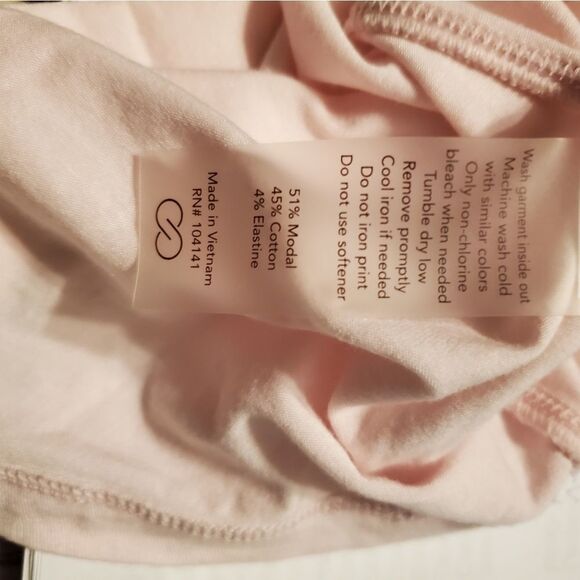 Wash garment inside out
Machine wash cold
with similar colors
Only non-chlorine
bleach when needed
Tumble dry low
Remove promptly
Cool iron if needed
Do not iron print
Do not use softener
51% Modal
45% Cotton
4% Elastine
Made in Vietnam
RN# 104141